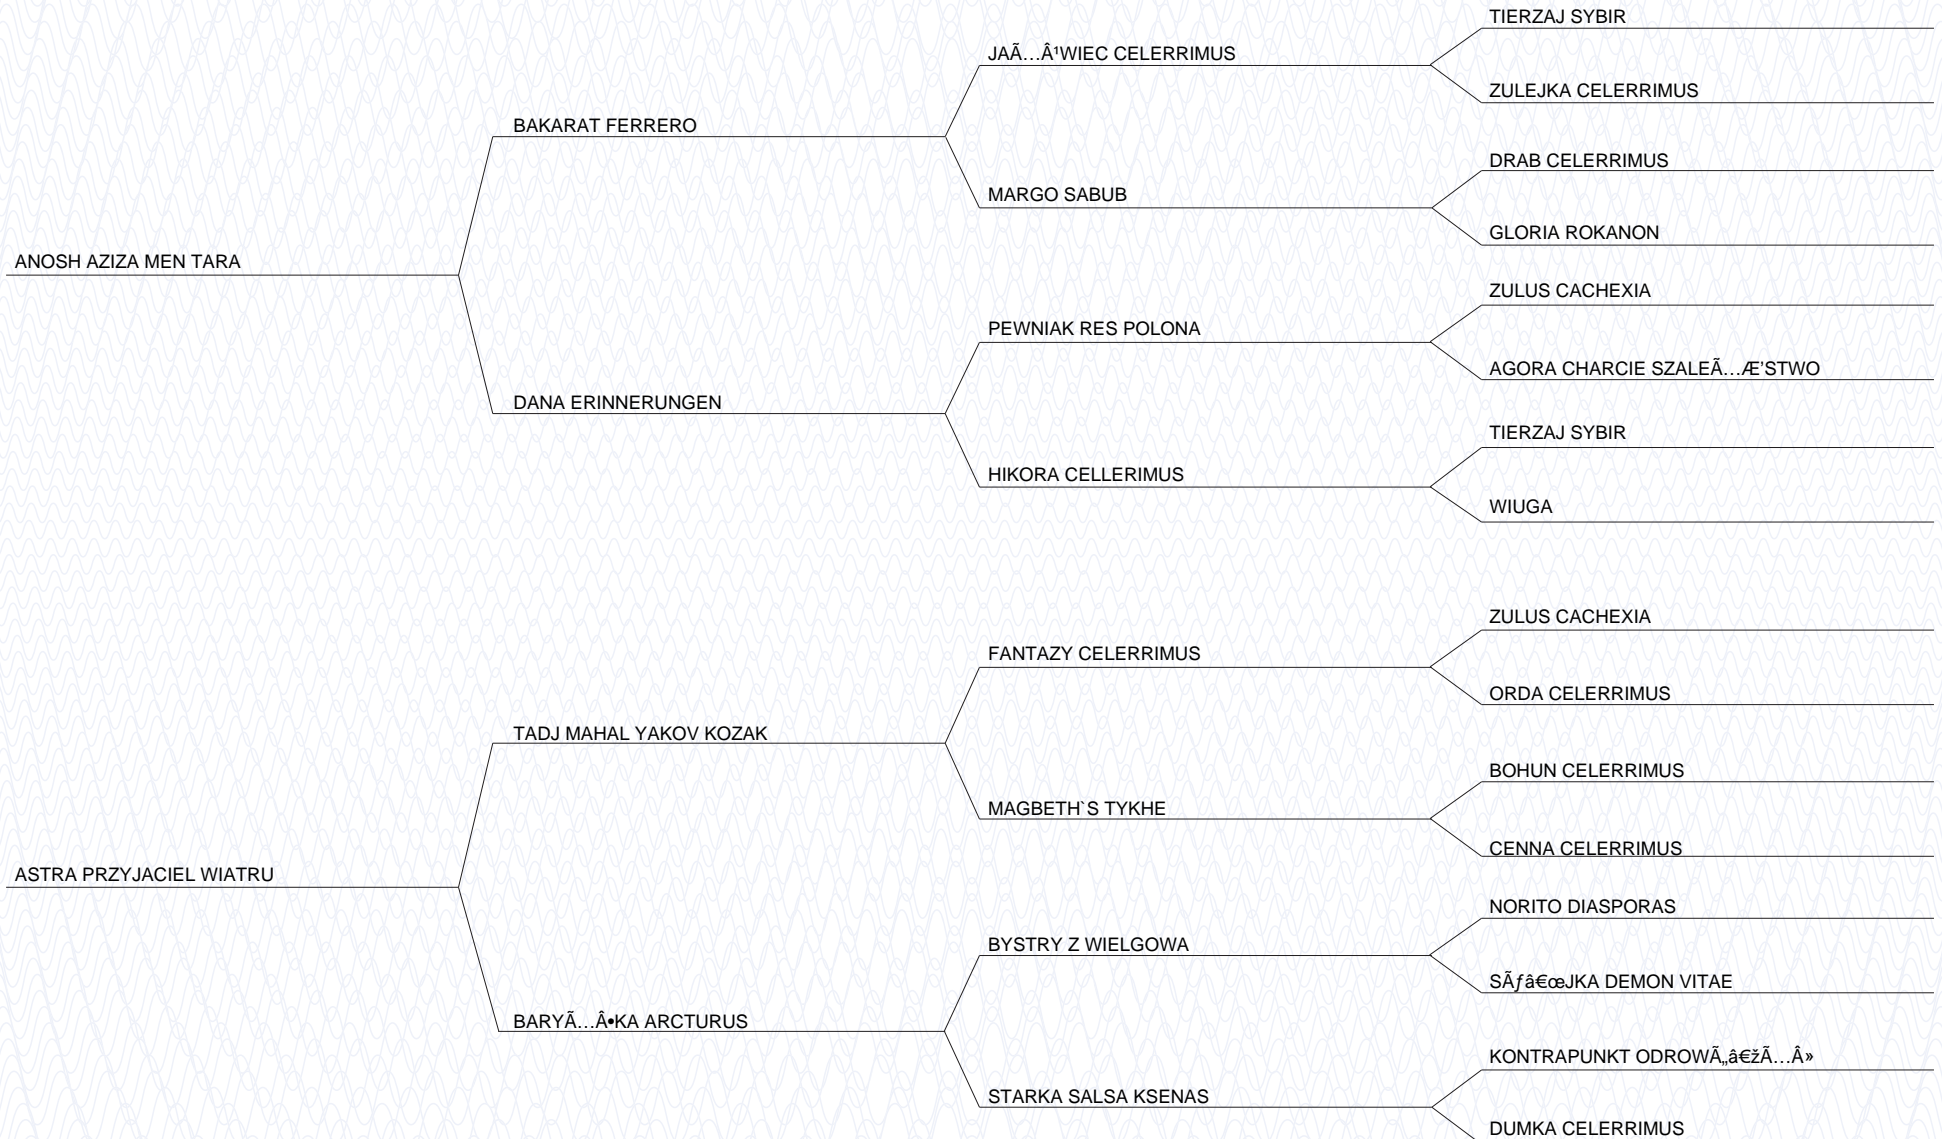 TIERZAJ SYBIR
JAÃ…Â¹WIEC CELERRIMUS
ZULEJKA CELERRIMUS
BAKARAT FERRERO
DRAB CELERRIMUS
MARGO SABUB
GLORIA ROKANON
ANOSH AZIZA MEN TARA
ZULUS CACHEXIA
PEWNIAK RES POLONA
AGORA CHARCIE SZALEÃ…Æ’STWO
DANA ERINNERUNGEN
TIERZAJ SYBIR
HIKORA CELLERIMUS
WIUGA
ZULUS CACHEXIA
FANTAZY CELERRIMUS
ORDA CELERRIMUS
TADJ MAHAL YAKOV KOZAK
BOHUN CELERRIMUS
MAGBETH`S TYKHE
CENNA CELERRIMUS
ASTRA PRZYJACIEL WIATRU
NORITO DIASPORAS
BYSTRY Z WIELGOWA
SÃƒâ€œJKA DEMON VITAE
BARYÃ…Â•KA ARCTURUS
KONTRAPUNKT ODROWÃ„â€žÃ…Â»
STARKA SALSA KSENAS
DUMKA CELERRIMUS